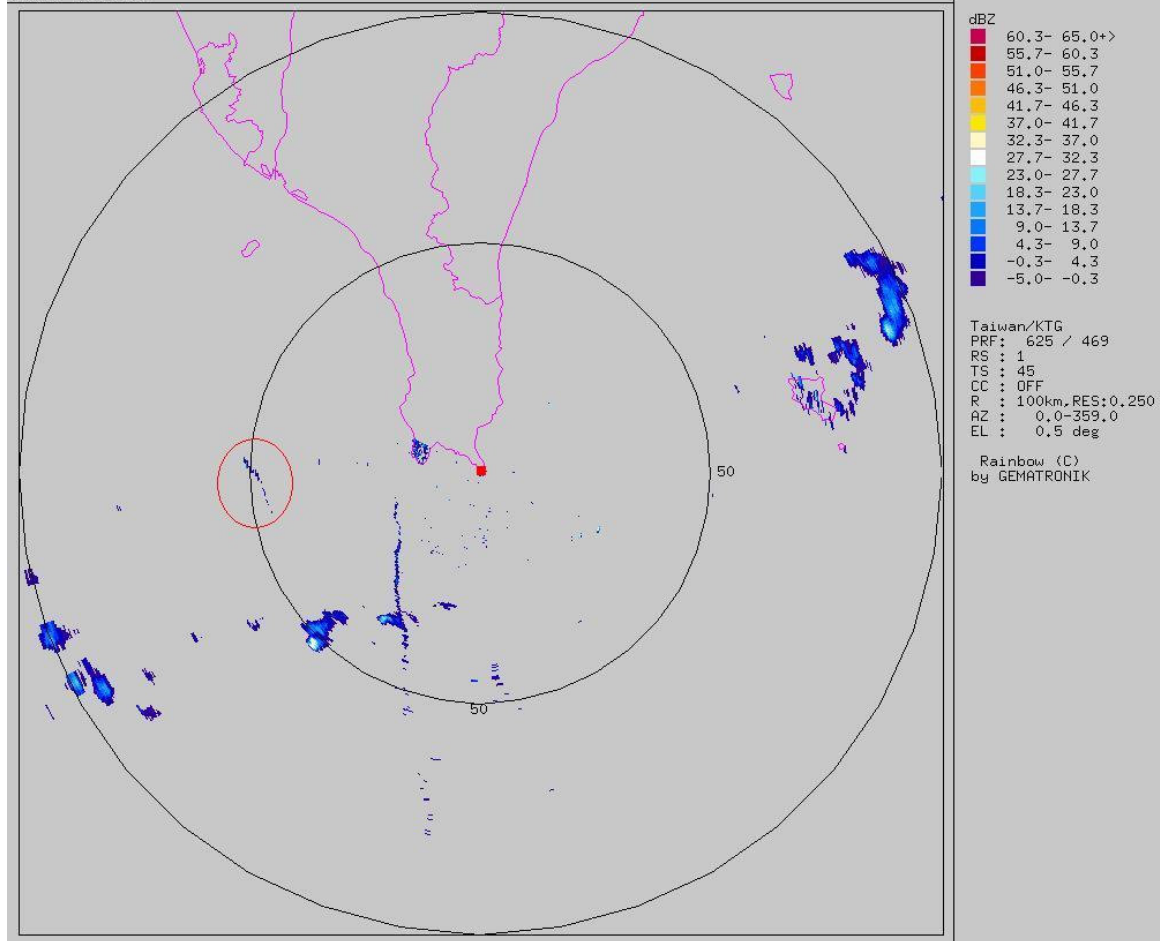 dBZ
60.3- 65.0+>
55.7- 60.3
51.0- 55.7
46.3- 51.0
41.7- 46.3
37.0- 41.7
32.3- 37.0
27.7- 32.3
23.0- 27.7
18.3- 23.0
13.7- 18.3
9.0- 13.7
4.3- 9.0
-0.3- 4.3
-5.0- -0.3
Taiwan/KTG
PRF: 625 / 469
RS : 1
TS : 45
CC : OFF
R : 100km,RES:0.250
AZ : 0.0-359.0
EL : 0.5 deg
Rainbow (C)
by GEMATRONIK
50
50